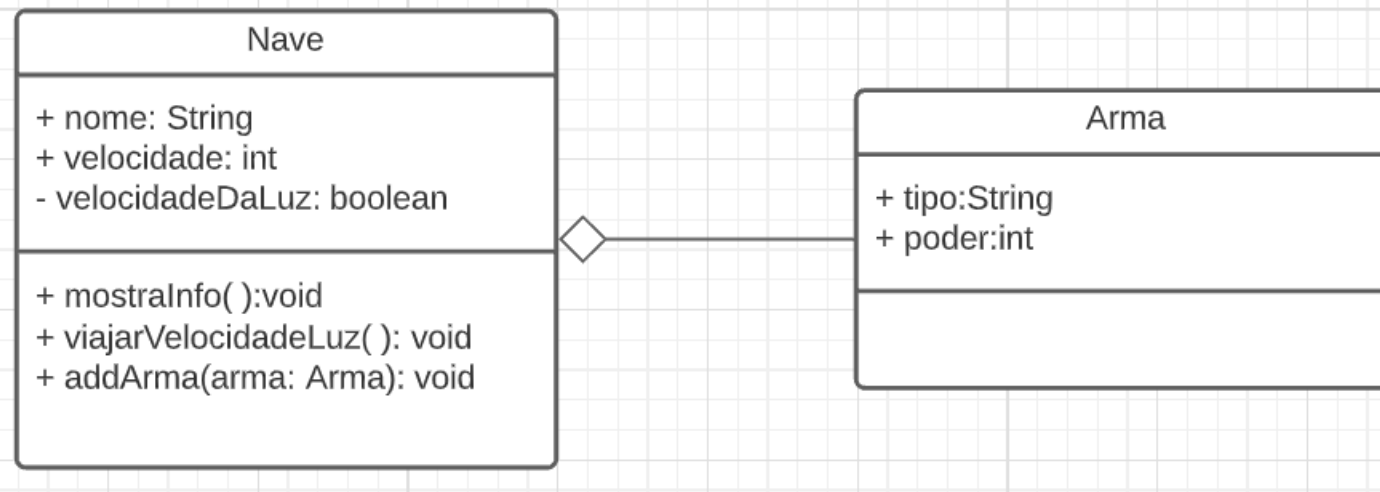 Nave
+ nome: String
+ velocidade: int
- velocidadeDaLuz: boolean
+ mostraInfo( ):void
+ viajarVelocidadeLuz( ): void
+ addArma(arma: Arma): void
Arma
+ tipo:String
+ poder:int